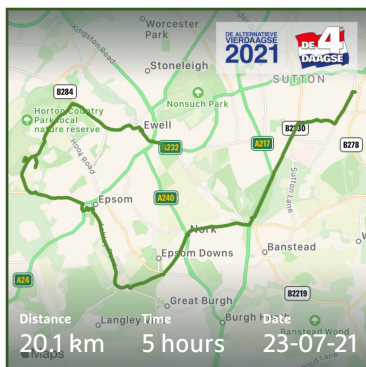 Worcester
Park
DE ALTERNATIEVE
VIERDAAGSE
2021
DE 4
DAAGSE
Kingston Road
Stoneleigh
SUTTON
B284
Nonsuch Park
Horton Country
Park local
nature reserve
Ewell
B2230
A232
A217
B278
Hook Road
Sutton Lane
Epsom
A240
Nork
Banstead
Epsom Downs
A24
B2219
Great Burgh
Langley
Burgh H
Banstead Wood
Distance
Time
Date
20.1 km
5 hours
23-07-21
Maps